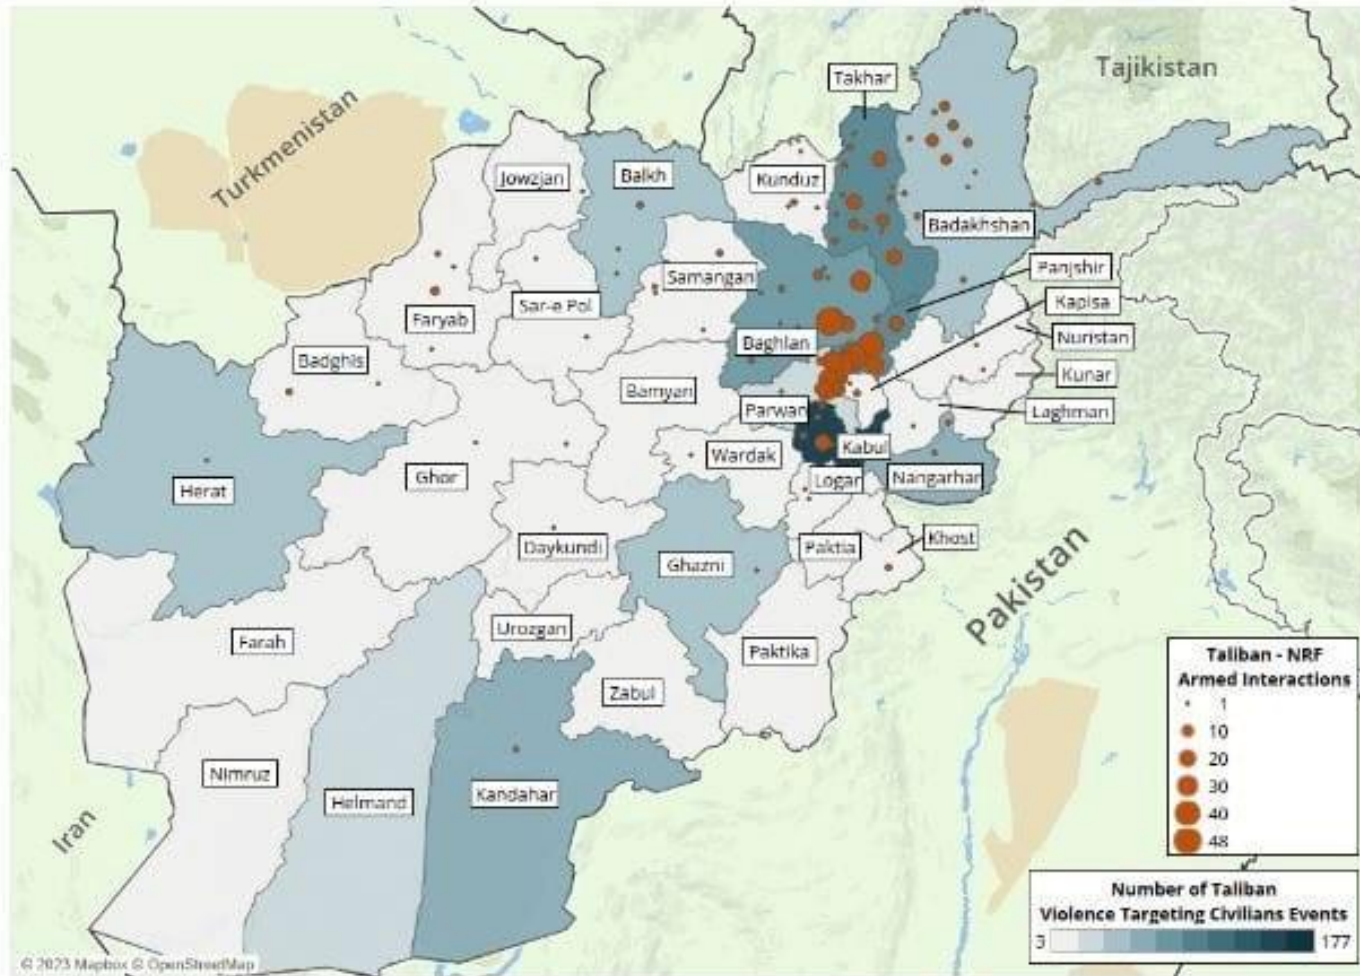 Tajikistan
Takhar
Turkmenistan
Jowzjan
Balkh
Kunduz
Badakhshan
Panjshir
Samangan
Kapisa
Sar-e Pol
Faryab
Nuristan
Baghlan
Badghis
Kunar
Bamyan
Parwan
Laghman
Kabul
Wardak
Ghor
Logar
Nangarhar
Herat
Khost
Daykundi
Paktia
Ghazni
Pakistan
Urozgan
Farah
Paktika
Zabul
Nimruz
Helmand
Kandahar
Iran
Taliban - NRF
Armed Interactions
1
10
20
30
40
48
Number of Taliban
Violence Targeting Civilians Events
3 177
© 2023 Mapbox © OpenStreetMap